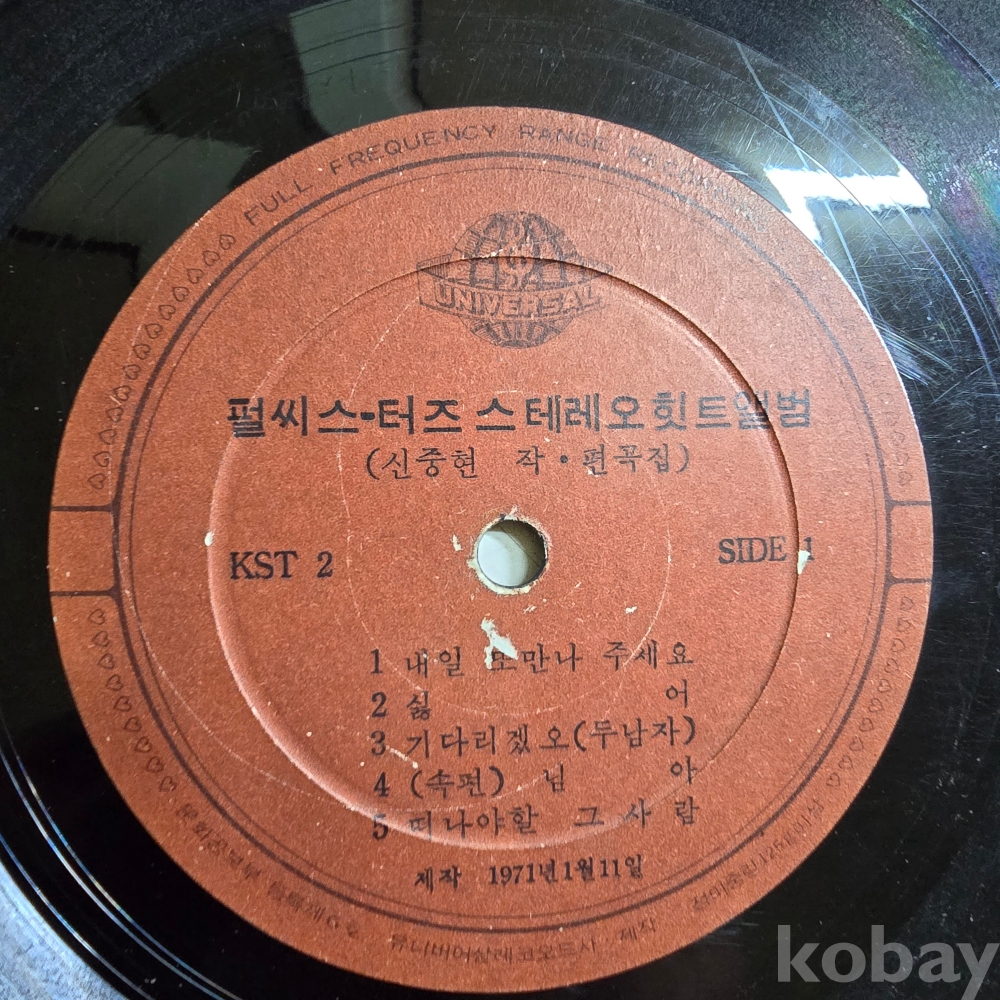 FULL FREQUENCY RANGE RECORD
UNIVERSAL
펄씨스·터즈 스테레오힛트앨범
(신중현 작·편곡집)
KST 2
SIDE 1
1 내일 또만나 주세요
2 싫어
3 기다리겠오(두남자)
4 (속편) 님아
5 떠나야할 그 사람
제작 1971년1월11일
유니버어살레코오드사·제작
kobay